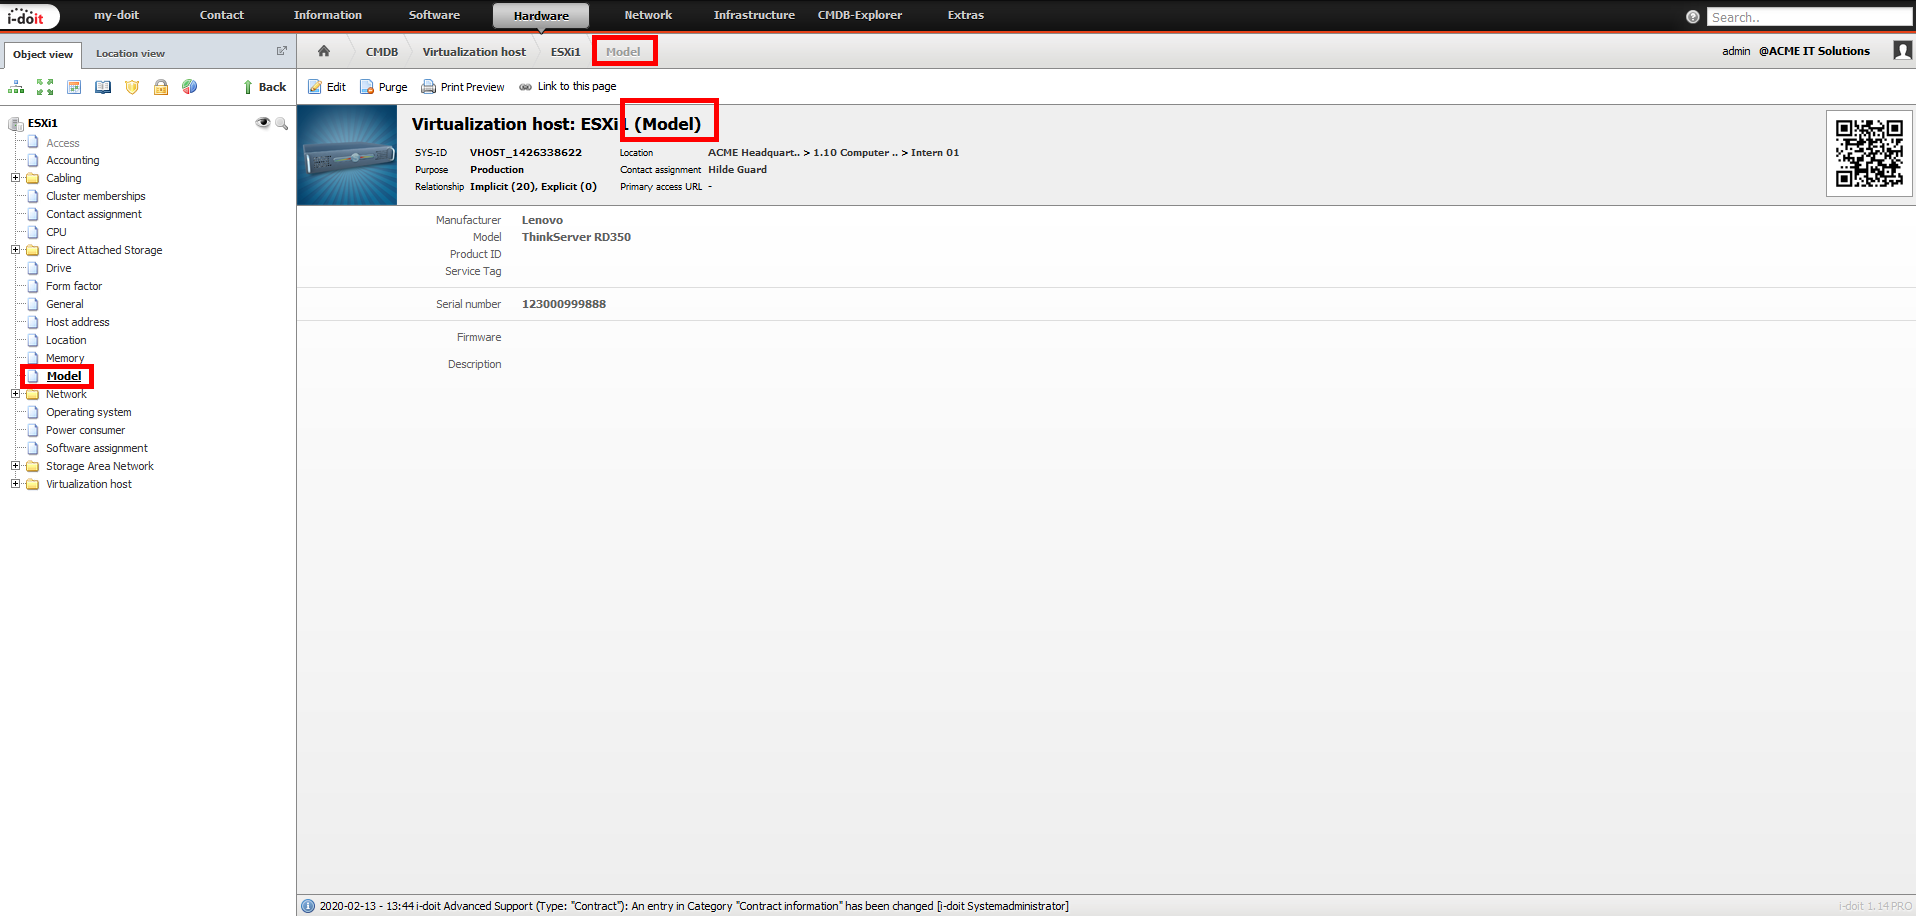 i-doit my-doit Contact Information Software Hardware Network Infrastructure CMDB-Explorer Extras Search..
Object view Location view
CMDB Virtualization host ESXi1 Model
admin @ACME IT Solutions
Back
Edit Purge Print Preview Link to this page
ESXi1
Access
Accounting
Cabling
Cluster memberships
Contact assignment
CPU
Direct Attached Storage
Drive
Form factor
General
Host address
Location
Memory
Model
Network
Operating system
Power consumer
Software assignment
Storage Area Network
Virtualization host
Virtualization host: ESXi1 (Model)
SYS-ID VHOST_1426338622 Location ACME Headquart.. > 1.10 Computer .. > Intern 01
Purpose Production Contact assignment Hilde Guard
Relationship Implicit (20), Explicit (0) Primary access URL -
Manufacturer Lenovo
Model ThinkServer RD350
Product ID
Service Tag
Serial number 123000999888
Firmware
Description
2020-02-13 - 13:44 i-doit Advanced Support (Type: "Contract"): An entry in Category "Contract information" has been changed [i-doit Systemadministrator]
i-doit 1.14 PRO